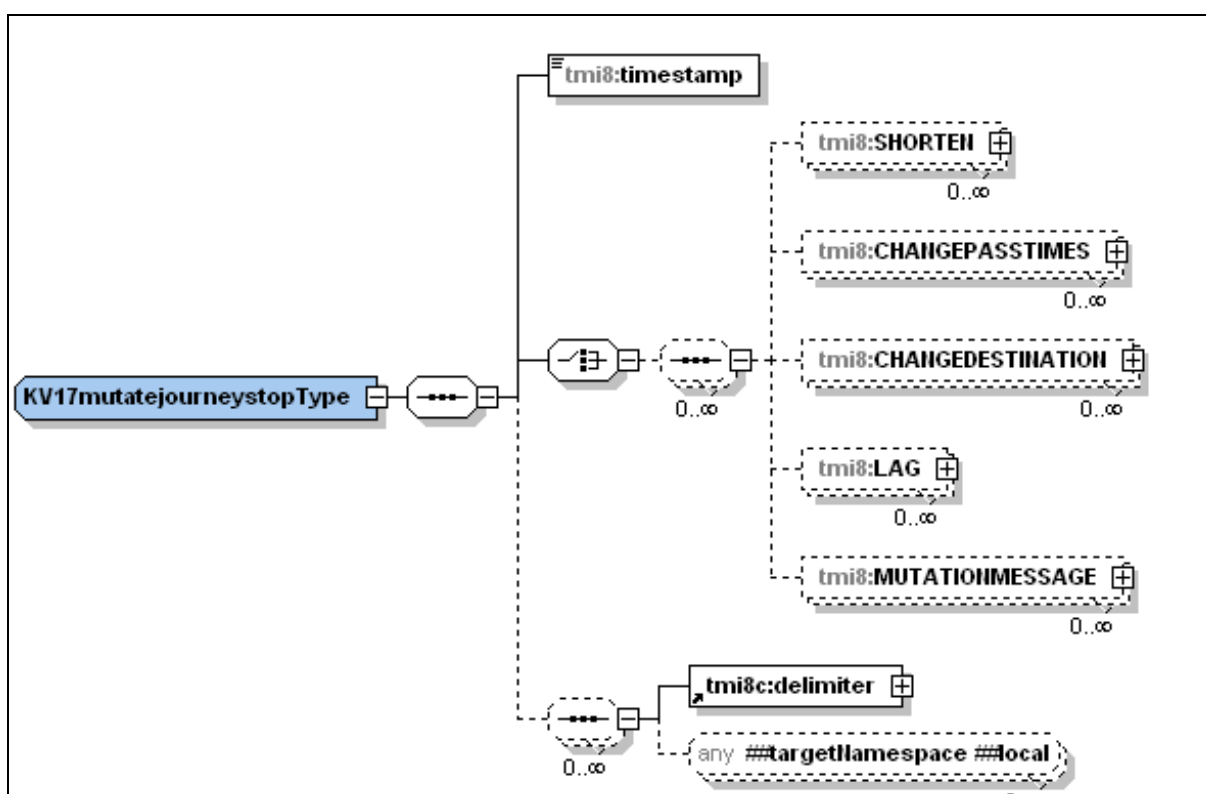 tmi8:timestamp
tmi8:SHORTEN
0..∞
tmi8:CHANGEPASSTIMES
0..∞
tmi8:CHANGEDESTINATION
0..∞
0..∞
KV17mutatejourneystopType
tmi8:LAG
0..∞
tmi8:MUTATIONMESSAGE
0..∞
tmi8c:delimiter
any ##targetNamespace ##local
0..∞